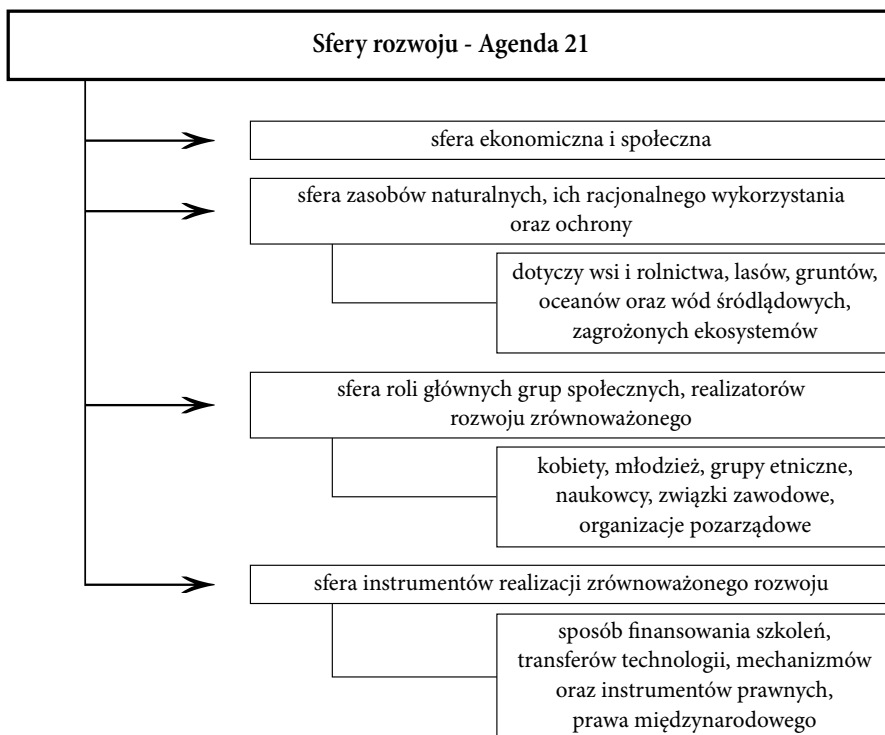 Sfery rozwoju - Agenda 21
sfera ekonomiczna i społeczna
sfera zasobów naturalnych, ich racjonalnego wykorzystania
oraz ochrony
dotyczy wsi i rolnictwa, lasów, gruntów,
oceanów oraz wód śródlądowych,
zagrożonych ekosystemów
sfera roli głównych grup społecznych, realizatorów
rozwoju zrównoważonego
kobiety, młodzież, grupy etniczne,
naukowcy, związki zawodowe,
organizacje pozarządowe
sfera instrumentów realizacji zrównoważonego rozwoju
sposób finansowania szkoleń,
transferów technologii, mechanizmów
oraz instrumentów prawnych,
prawa międzynarodowego